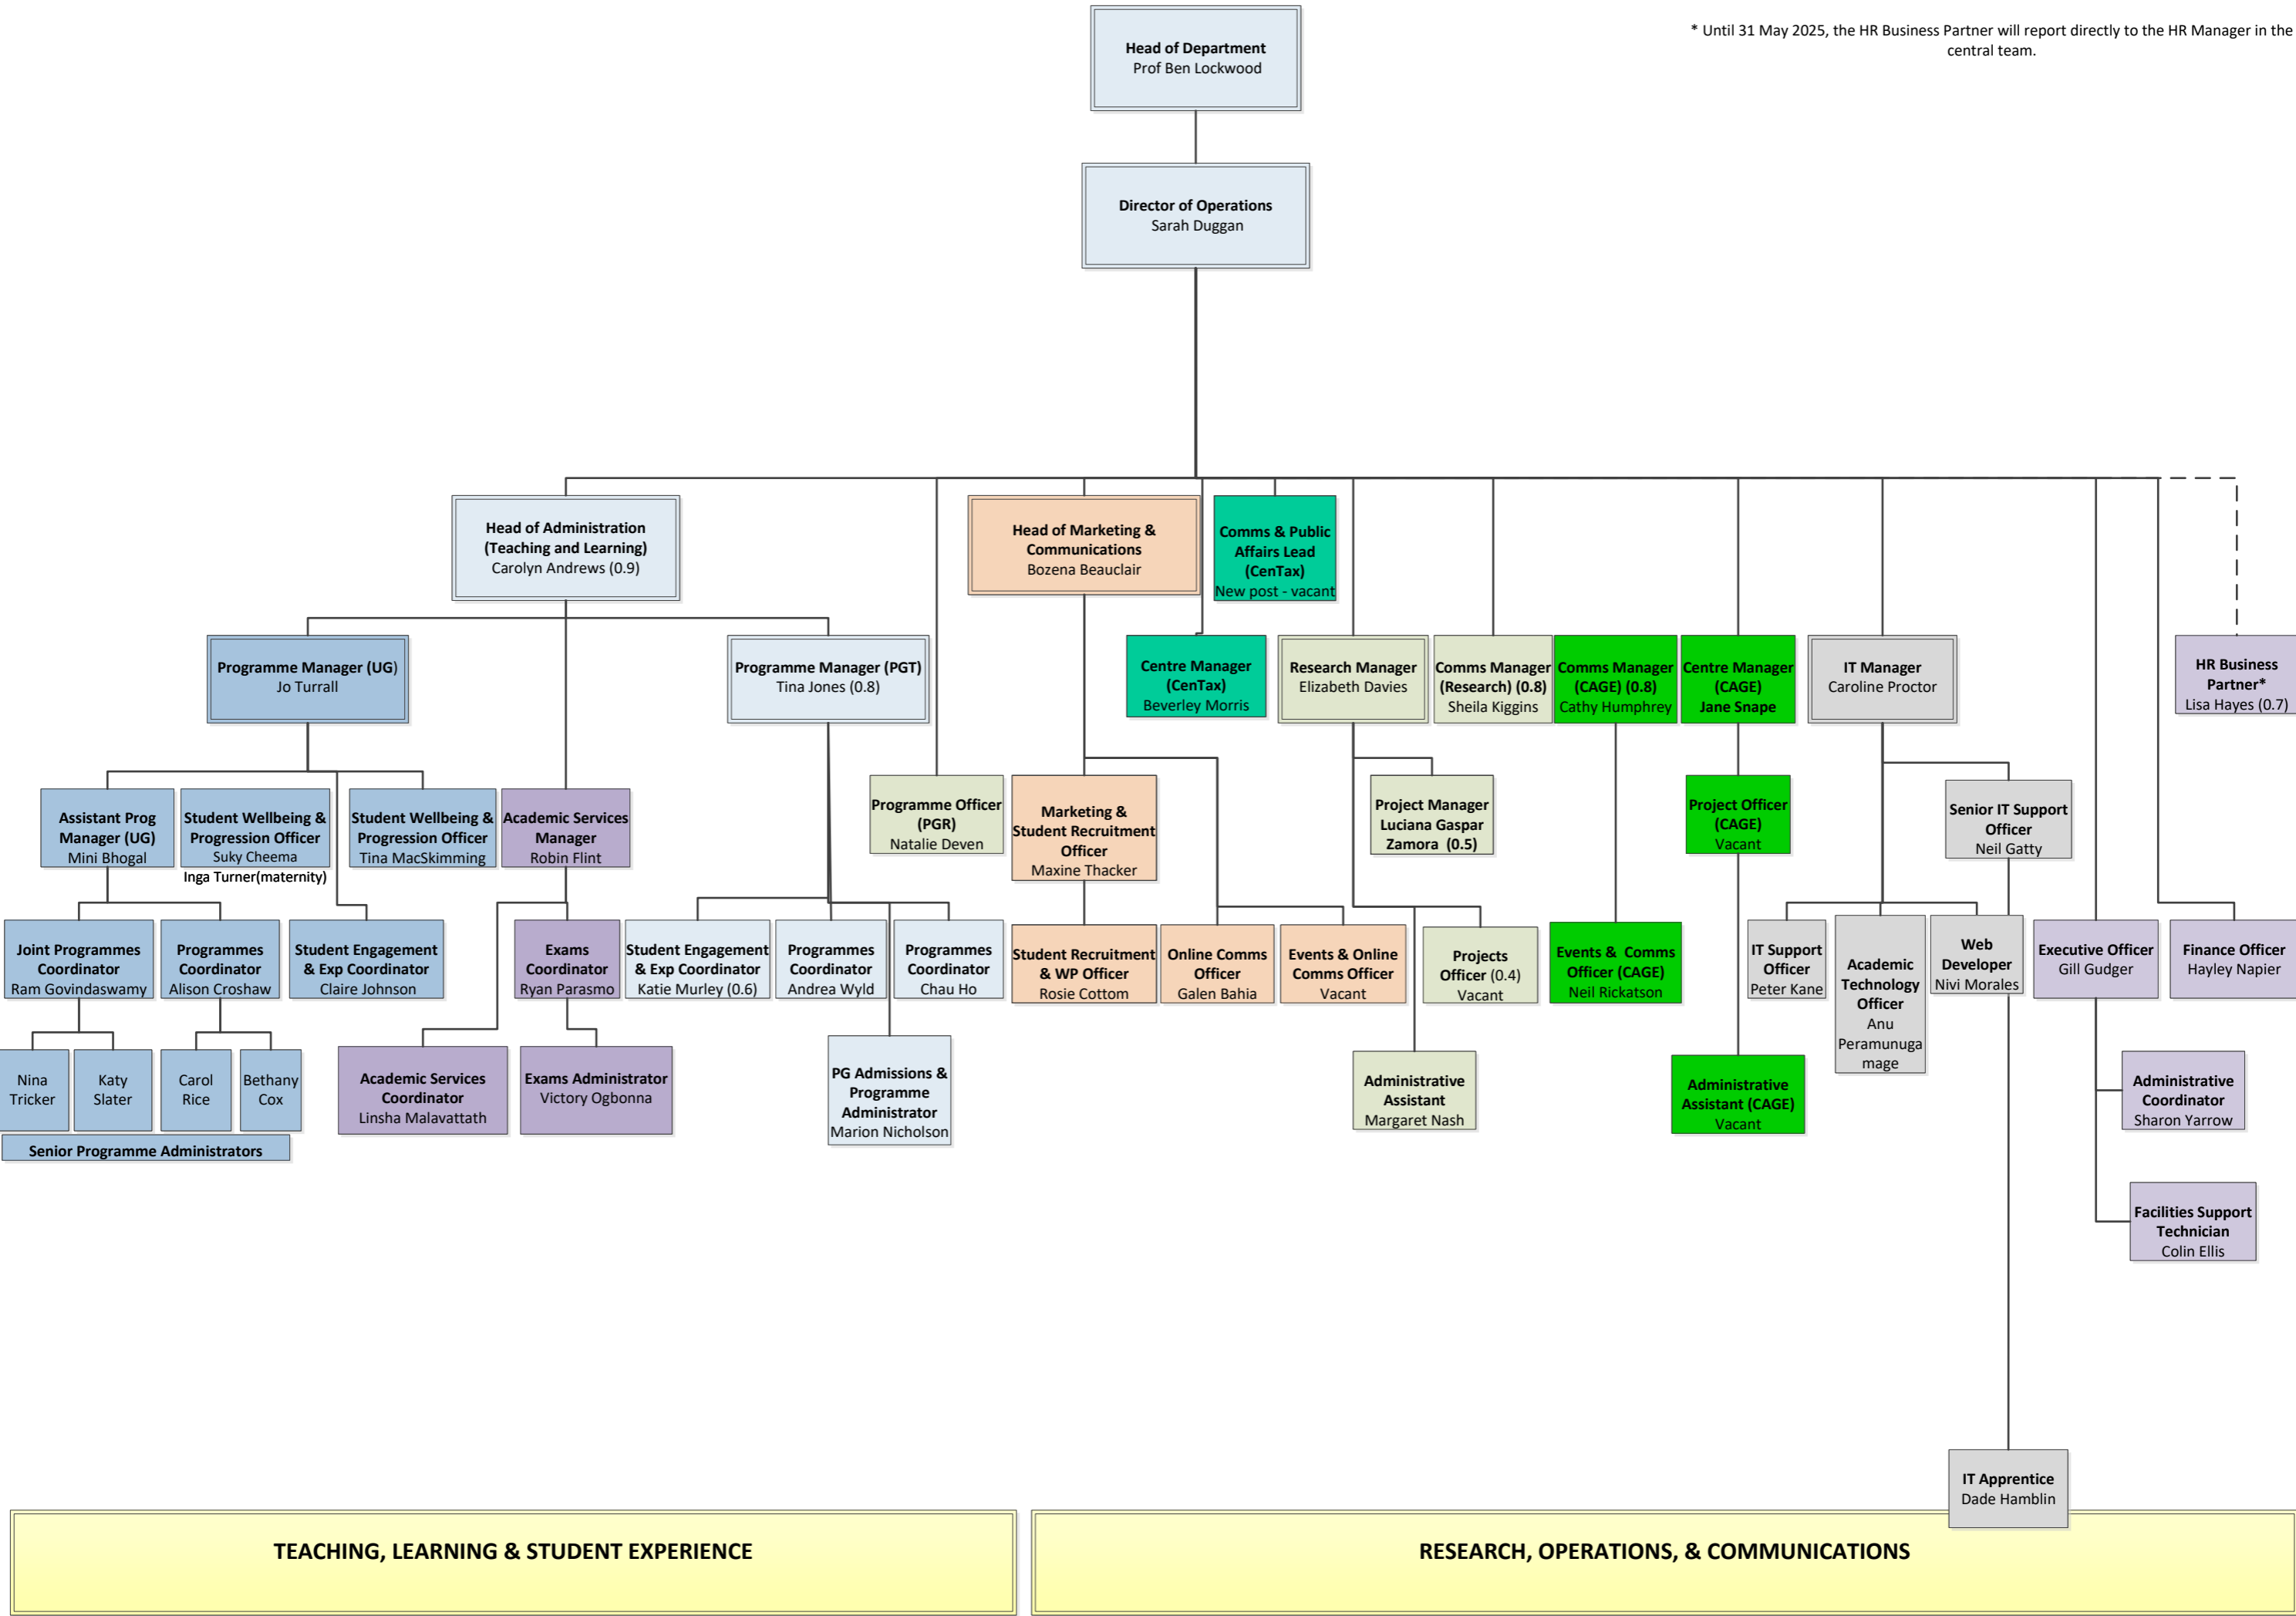 * Until 31 May 2025, the HR Business Partner will report directly to the HR Manager in the
central team.
Head of Department
Prof Ben Lockwood
Director of Operations
Sarah Duggan
Head of Administration
(Teaching and Learning)
Carolyn Andrews (0.9)
Head of Marketing &
Communications
Bozena Beauclair
Comms & Public
Affairs Lead
(CenTax)
New post - vacant
Programme Manager (UG)
Jo Turrall
Programme Manager (PGT)
Tina Jones (0.8)
Centre Manager
(CenTax)
Beverley Morris
Research Manager
Elizabeth Davies
Comms Manager
(Research) (0.8)
Sheila Kiggins
Comms Manager
(CAGE) (0.8)
Cathy Humphrey
Centre Manager
(CAGE)
Jane Snape
IT Manager
Caroline Proctor
HR Business
Partner*
Lisa Hayes (0.7)
Assistant Prog
Manager (UG)
Mini Bhogal
Student Wellbeing &
Progression Officer
Suky Cheema
Inga Turner(maternity)
Student Wellbeing &
Progression Officer
Tina MacSkimming
Academic Services
Manager
Robin Flint
Programme Officer
(PGR)
Natalie Deven
Marketing &
Student Recruitment
Officer
Maxine Thacker
Project Manager
Luciana Gaspar
Zamora (0.5)
Project Officer
(CAGE)
Vacant
Senior IT Support
Officer
Neil Gatty
Joint Programmes
Coordinator
Ram Govindaswamy
Programmes
Coordinator
Alison Croshaw
Student Engagement
& Exp Coordinator
Claire Johnson
Exams
Coordinator
Ryan Parasmo
Student Engagement
& Exp Coordinator
Katie Murley (0.6)
Programmes
Coordinator
Andrea Wyld
Programmes
Coordinator
Chau Ho
Student Recruitment
& WP Officer
Rosie Cottom
Online Comms
Officer
Galen Bahia
Events & Online
Comms Officer
Vacant
Projects
Officer (0.4)
Vacant
Events & Comms
Officer (CAGE)
Neil Rickatson
IT Support
Officer
Peter Kane
Academic
Technology
Officer
Anu
Peramunuga
mage
Web
Developer
Nivi Morales
Executive Officer
Gill Gudger
Finance Officer
Hayley Napier
Nina
Tricker
Katy
Slater
Carol
Rice
Bethany
Cox
Senior Programme Administrators
Academic Services
Coordinator
Linsha Malavattath
Exams Administrator
Victory Ogbonna
PG Admissions &
Programme
Administrator
Marion Nicholson
Administrative
Assistant
Margaret Nash
Administrative
Assistant (CAGE)
Vacant
Administrative
Coordinator
Sharon Yarrow
Facilities Support
Technician
Colin Ellis
IT Apprentice
Dade Hamblin
TEACHING, LEARNING & STUDENT EXPERIENCE
RESEARCH, OPERATIONS, & COMMUNICATIONS